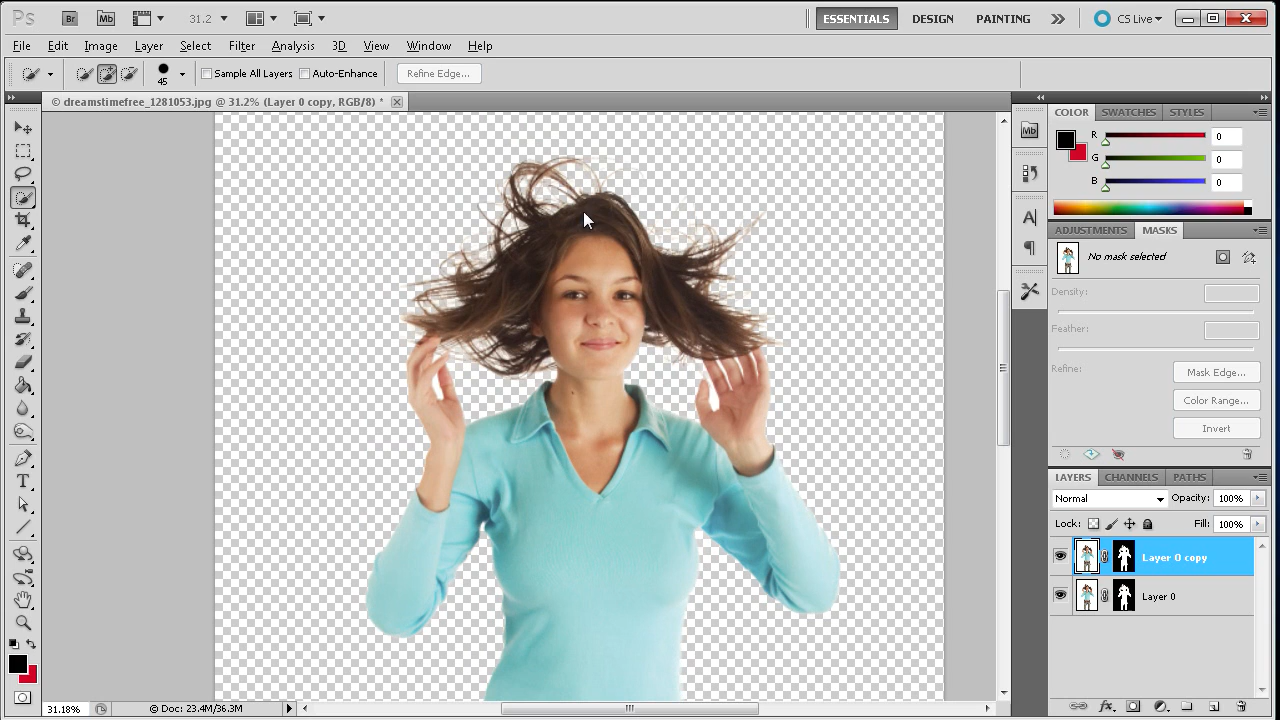 Ps Br Mb 31.2 ESSENTIALS DESIGN PAINTING CS Live
File Edit Image Layer Select Filter Analysis 3D View Window Help
45 Sample All Layers Auto-Enhance Refine Edge...
© dreamstimefree_1281053.jpg @ 31.2% (Layer 0 copy, RGB/8) *
COLOR SWATCHES STYLES
Mb
R 0
G 0
B 0
A
ADJUSTMENTS MASKS
No mask selected
Density:
Feather:
Refine: Mask Edge...
Color Range...
Invert
LAYERS CHANNELS PATHS
Normal Opacity: 100%
Lock: Fill: 100%
Layer 0 copy
Layer 0
T
31.18% © Doc: 23.4M/36.3M
fx